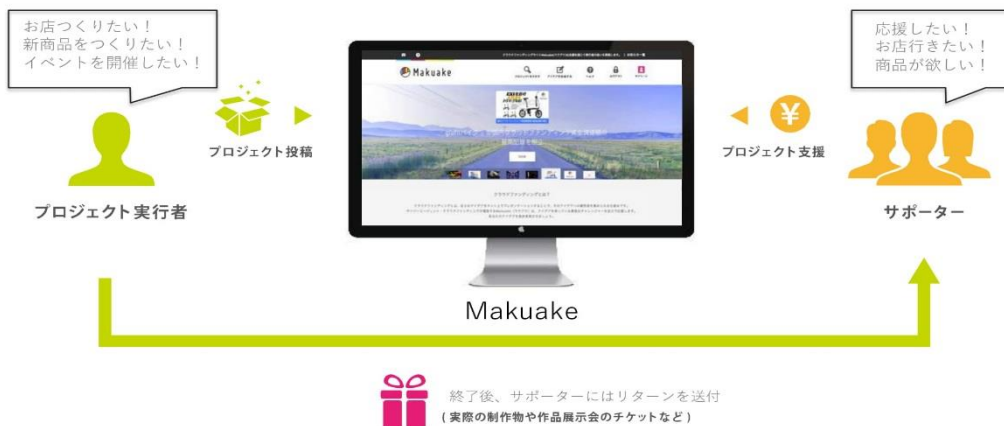 お店つくりたい！
新商品をつくりたい！
イベントを開催したい！
応援したい！
お店行きたい！
商品が欲しい！
Makuake
プロジェクト投稿
プロジェクト支援
プロジェクト実行者
サポーター
クラウドファンディングとは？
Makuake
終了後、サポーターにはリターンを送付
(実際の制作物や作品展示会のチケットなど)